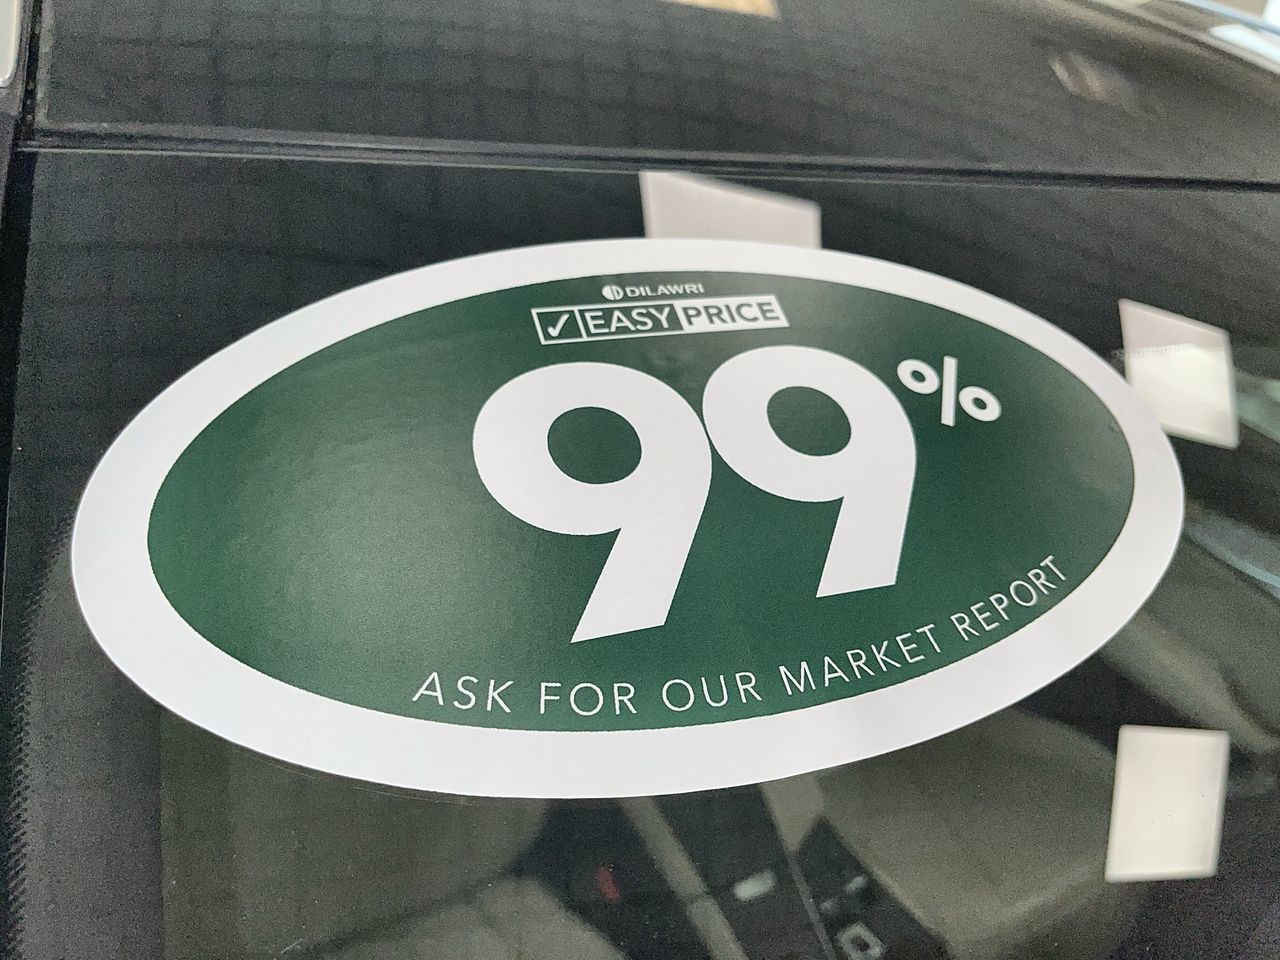 DILAWRI
✓ EASY PRICE
99%
ASK FOR OUR MARKET REPORT